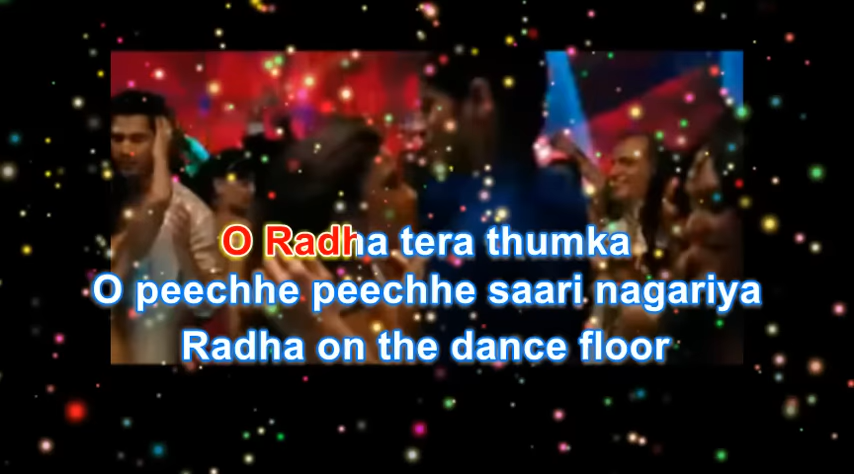 O Radha tera thumka
O peechhe peechhe saari nagariya
Radha on the dance floor